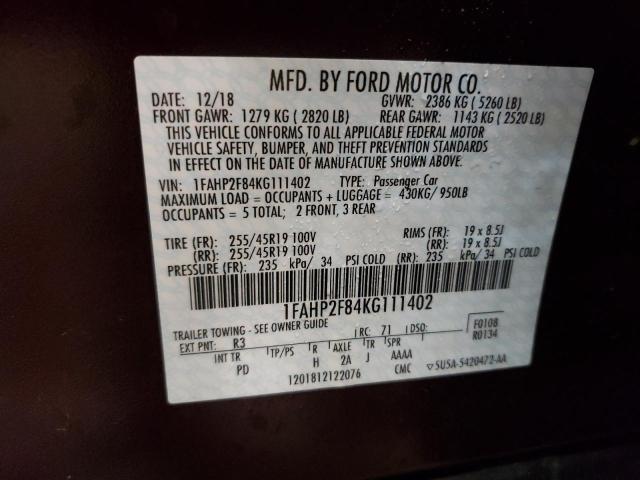 MFD. BY FORD MOTOR CO.
DATE: 12/18 GVWR: 2386 KG ( 5260 LB)
FRONT GAWR: 1279 KG ( 2820 LB) REAR GAWR: 1143 KG ( 2520 LB)
THIS VEHICLE CONFORMS TO ALL APPLICABLE FEDERAL MOTOR
VEHICLE SAFETY, BUMPER, AND THEFT PREVENTION STANDARDS
IN EFFECT ON THE DATE OF MANUFACTURE SHOWN ABOVE.
VIN: 1FAHP2F84KG111402 TYPE: Passenger Car
MAXIMUM LOAD = OCCUPANTS + LUGGAGE = 430KG/ 950LB
OCCUPANTS = 5 TOTAL; 2 FRONT, 3 REAR
TIRE (FR): 255/45R19 100V RIMS (FR): 19 x 8.5J
(RR): 255/45R19 100V (RR): 19 x 8.5J
PRESSURE (FR): 235 kPa/ 34 PSI COLD (RR): 235 kPa/ 34 PSI COLD
1FAHP2F84KG111402
TRAILER TOWING - SEE OWNER GUIDE
EXT PNT: R3 RC: 71 DSO: F0108
R0134
INT TR TP/PS R AXLE TR SPR
PD H 2A J AAAA
1201812122076 CMC 5U5A-5420472-AA